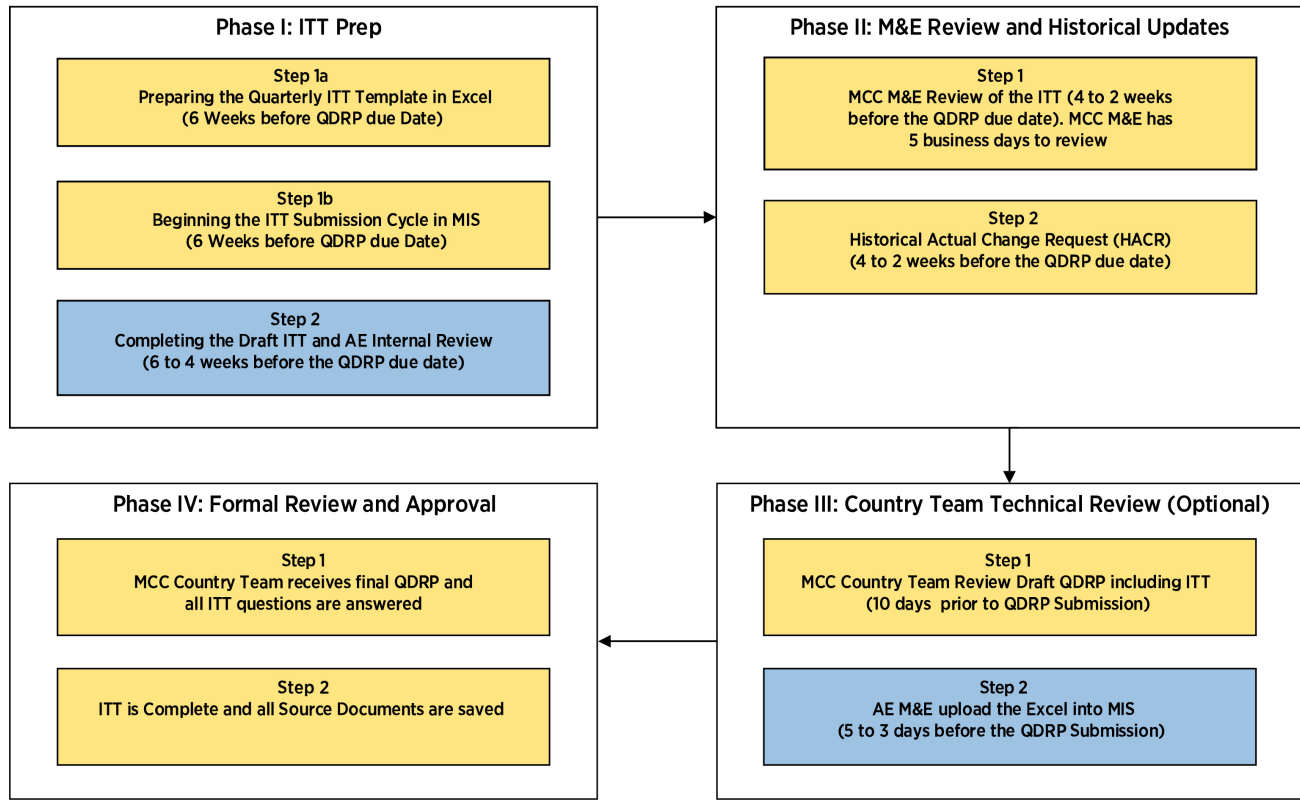 Phase I: ITT Prep
Step 1a
Preparing the Quarterly ITT Template in Excel
(6 Weeks before QDRP due Date)
Step 1b
Beginning the ITT Submission Cycle in MIS
(6 Weeks before QDRP due Date)
Step 2
Completing the Draft ITT and AE Internal Review
(6 to 4 weeks before the QDRP due date)
Phase II: M&E Review and Historical Updates
Step 1
MCC M&E Review of the ITT (4 to 2 weeks
before the QDRP due date). MCC M&E has
5 business days to review
Step 2
Historical Actual Change Request (HACR)
(4 to 2 weeks before the QDRP due date)
Phase III: Country Team Technical Review (Optional)
Step 1
MCC Country Team Review Draft QDRP including ITT
(10 days  prior to QDRP Submission)
Step 2
AE M&E upload the Excel into MIS
(5 to 3 days before the QDRP Submission)
Phase IV: Formal Review and Approval
Step 1
MCC Country Team receives final QDRP and
all ITT questions are answered
Step 2
ITT is Complete and all Source Documents are saved